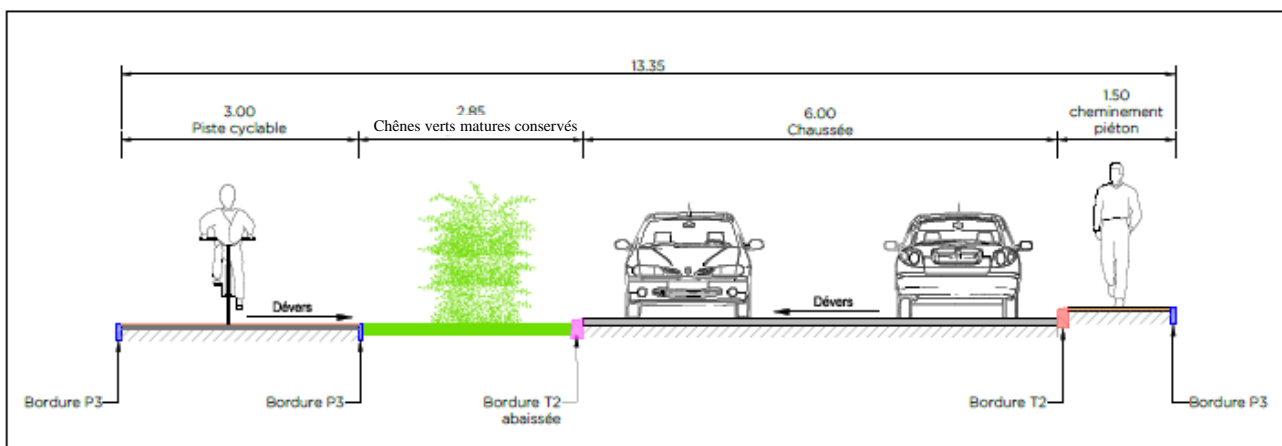 13.35
3.00
Piste cyclable
2.85
Chênes verts matures conservés
6.00
Chaussée
1.50
cheminement
piéton
Dévers
Dévers
Bordure P3
Bordure P3
Bordure T2
abaissée
Bordure T2
Bordure P3